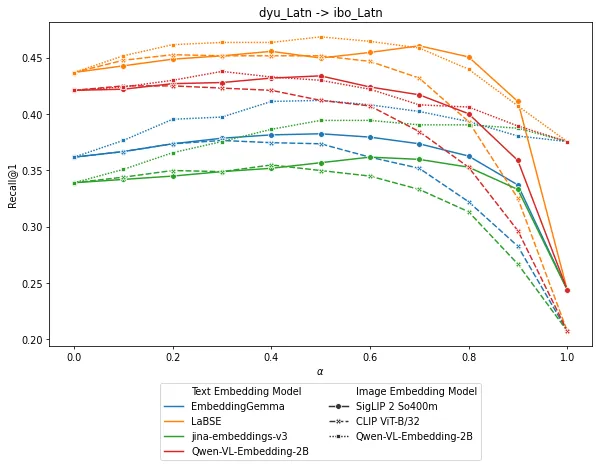 dyu_Latn -> ibo_Latn
Recall@1
0.45
0.40
0.35
0.30
0.25
0.20
0.0 0.2 0.4 0.6 0.8 1.0
α
Text Embedding Model
EmbeddingGemma
LaBSE
jina-embeddings-v3
Qwen-VL-Embedding-2B
Image Embedding Model
SigLIP 2 So400m
CLIP ViT-B/32
Qwen-VL-Embedding-2B